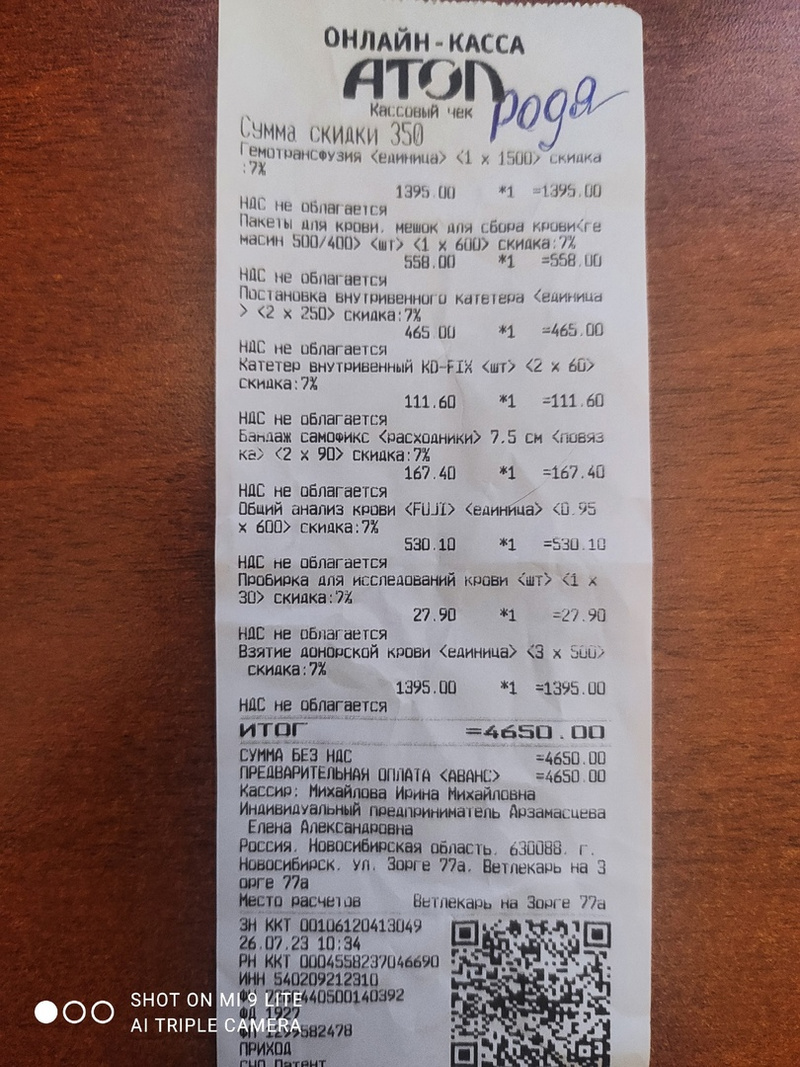 ОНЛАЙН-КАССА
АТОЛ
Кассовый чек
Родя
Сумма скидки 350
Гемотрансфузия <единица> <1 x 1500> скидка
:7%
1395.00 *1 =1395.00
НДС не облагается
Пакеты для крови, мешок для сбора крови<ге
масин 500/400> <шт> <1 x 600> скидка:7%
558.00 *1 =558.00
НДС не облагается
Постановка внутривенного катетера <единица
> <2 x 250> скидка:7%
465.00 *1 =465.00
НДС не облагается
Катетер внутривенный KD-FIX <шт> <2 x 60>
скидка:7%
111.60 *1 =111.60
НДС не облагается
Бандаж самофикс <расходники> 7.5 см <повяз
ка> <2 x 90> скидка:7%
167.40 *1 =167.40
НДС не облагается
Общий анализ крови <FUJI> <единица> <0.95
x 600> скидка:7%
530.10 *1 =530.10
НДС не облагается
Пробирка для исследований крови <шт> <1 x
30> скидка:7%
27.90 *1 =27.90
НДС не облагается
Взятие донорской крови <единица> <3 x 500>
скидка:7%
1395.00 *1 =1395.00
НДС не облагается
ИТОГ =4650.00
СУММА БЕЗ НДС =4650.00
ПРЕДВАРИТЕЛЬНАЯ ОПЛАТА <АВАНС> =4650.00
Кассир: Михайлова Ирина Михайловна
Индивидуальный предприниматель Арзамасцева
Елена Александровна
Россия, Новосибирская область, 630088, г.
Новосибирск, ул. Зорге 77а, Ветлекарь на З
орге 77а
Место расчетов Ветлекарь на Зорге 77а
ЗН ККТ 00106120413049
26.07.23 10:34
РН ККТ 0004558237046690
ИНН 540209212310
440500140392
ФД 1927
ФП
ПРИХОД
СНО Патент
SHOT ON MI 9 LITE
AI TRIPLE CAMERA